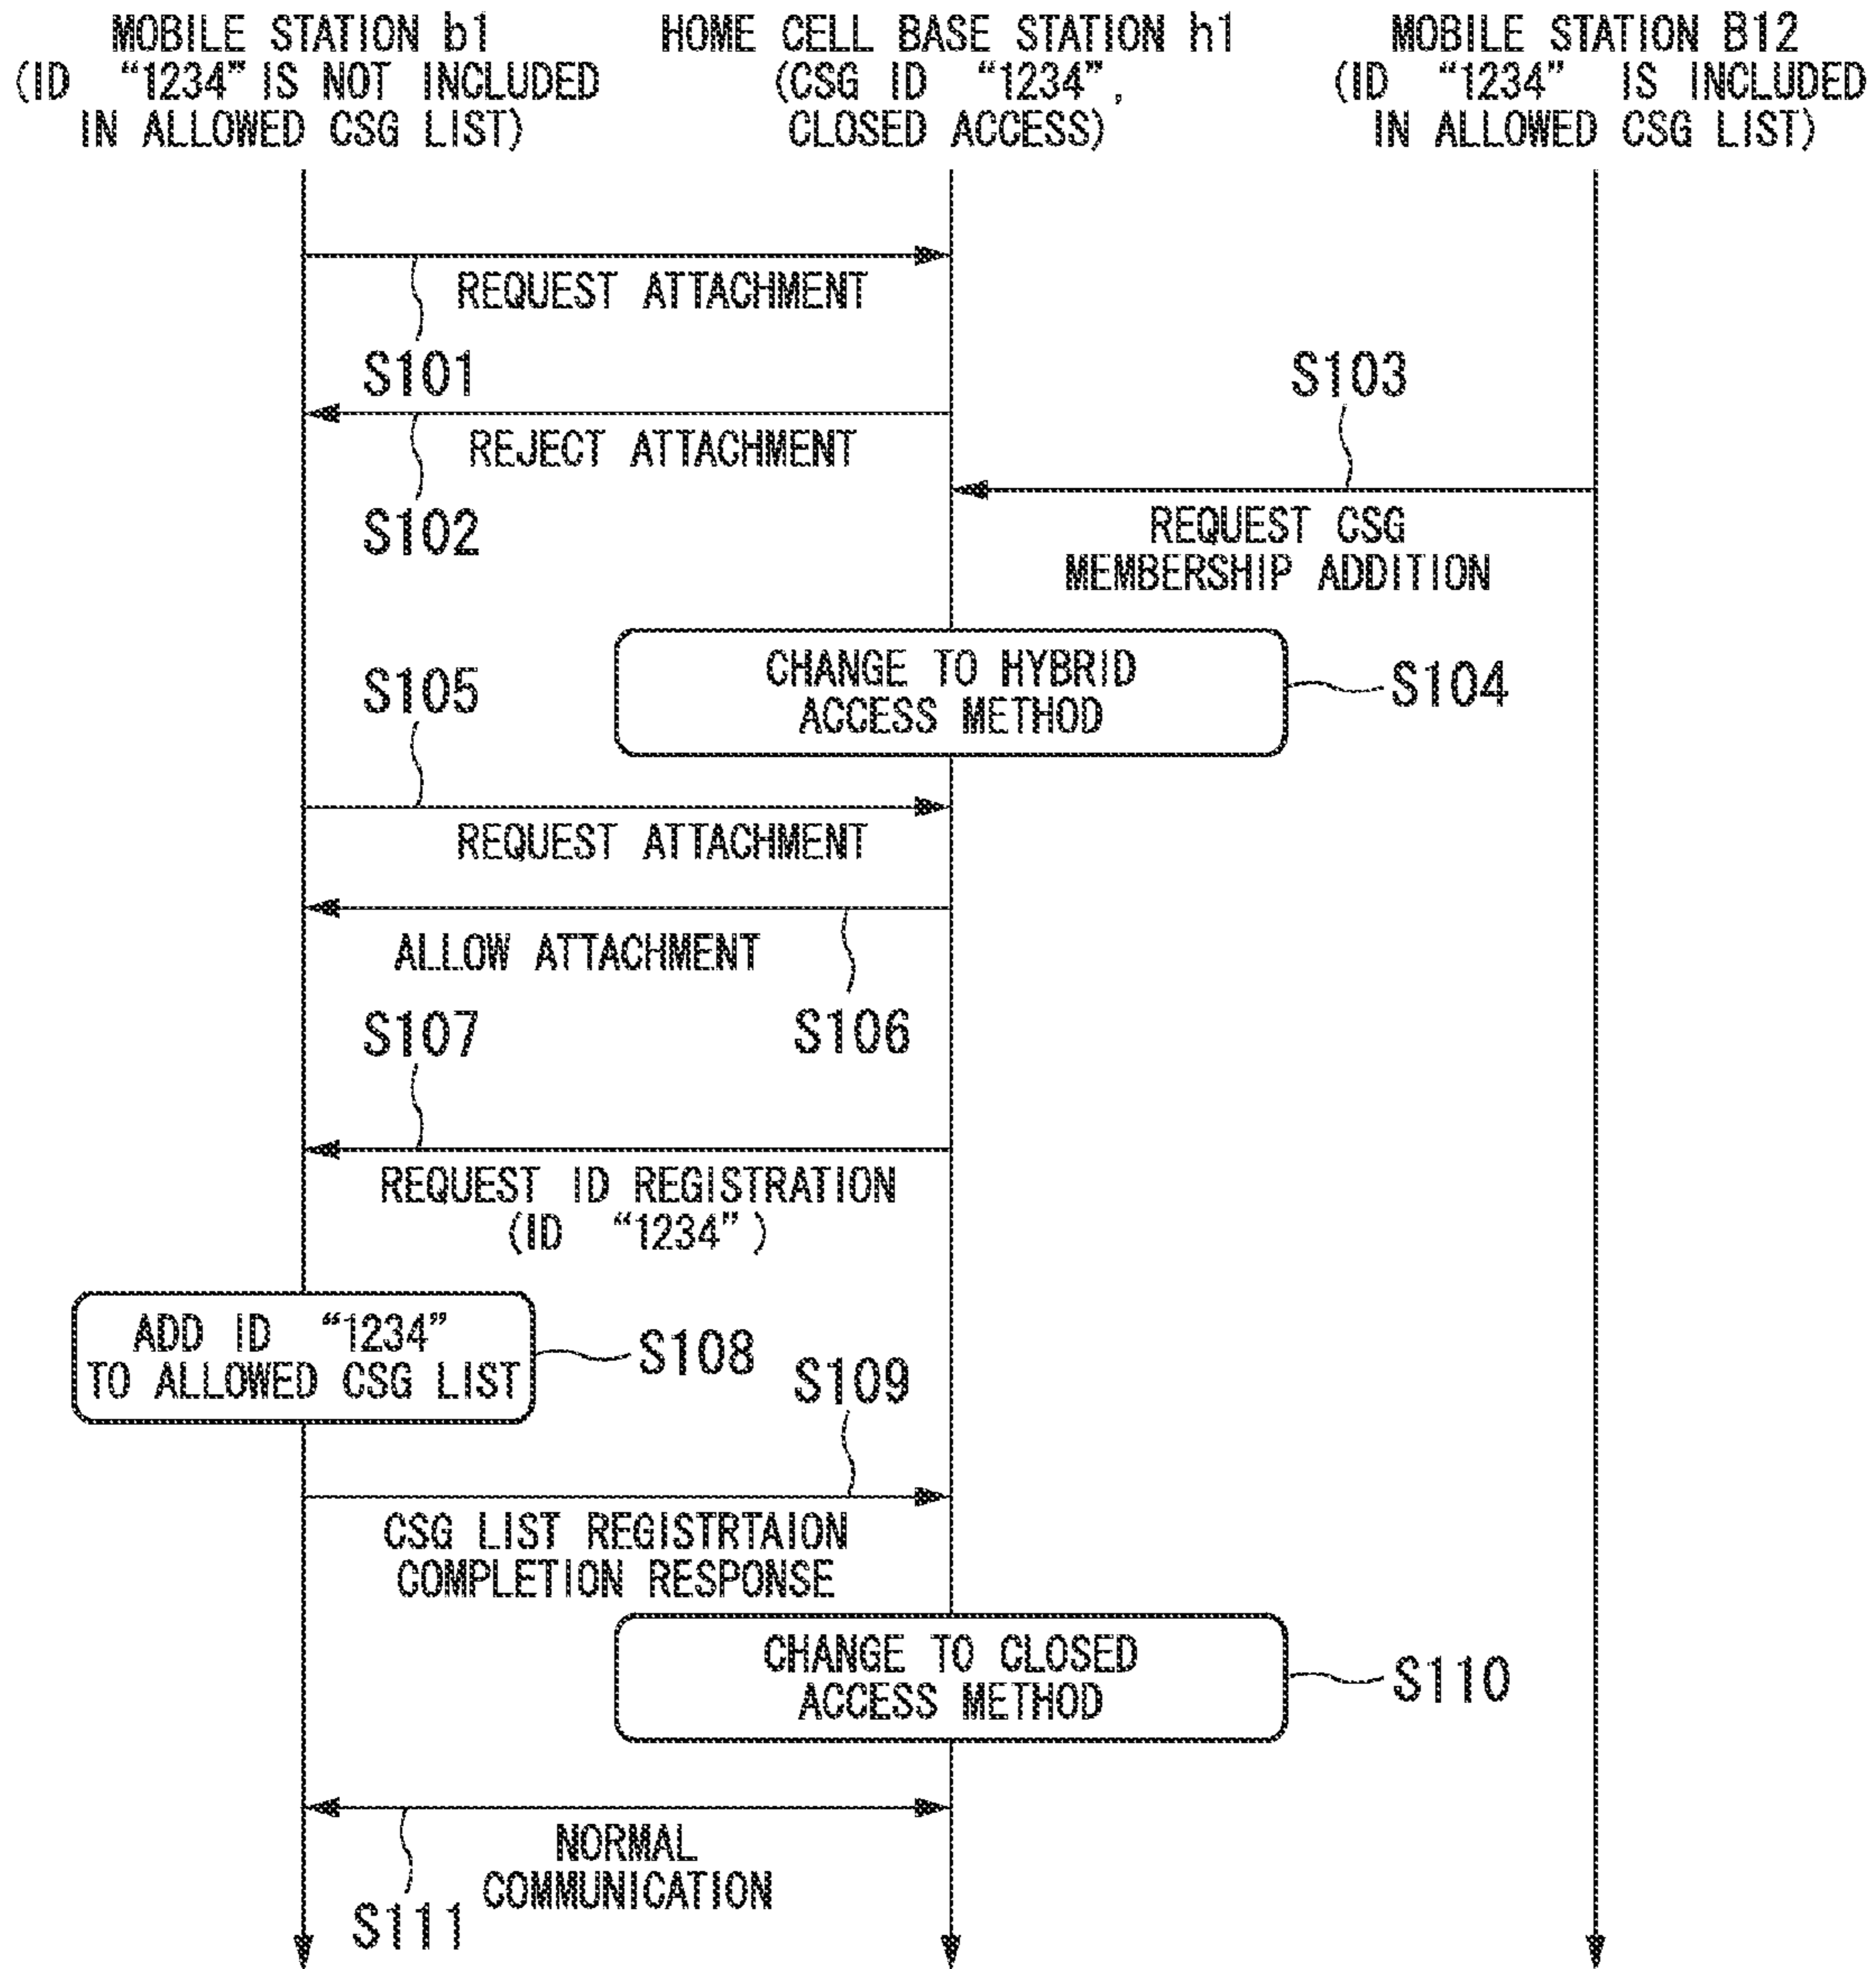 MOBILE STATION b1
(ID "1234" IS NOT INCLUDED
IN ALLOWED CSG LIST)
HOME CELL BASE STATION h1
(CSG ID "1234",
CLOSED ACCESS)
MOBILE STATION B12
(ID "1234" IS INCLUDED
IN ALLOWED CSG LIST)
REQUEST ATTACHMENT
S101
REJECT ATTACHMENT
S102
S103
REQUEST CSG
MEMBERSHIP ADDITION
CHANGE TO HYBRID
ACCESS METHOD
S104
S105
REQUEST ATTACHMENT
ALLOW ATTACHMENT
S106
S107
REQUEST ID REGISTRATION
(ID "1234")
ADD ID "1234"
TO ALLOWED CSG LIST
S108
S109
CSG LIST REGISTRTAION
COMPLETION RESPONSE
CHANGE TO CLOSED
ACCESS METHOD
S110
NORMAL
COMMUNICATION
S111